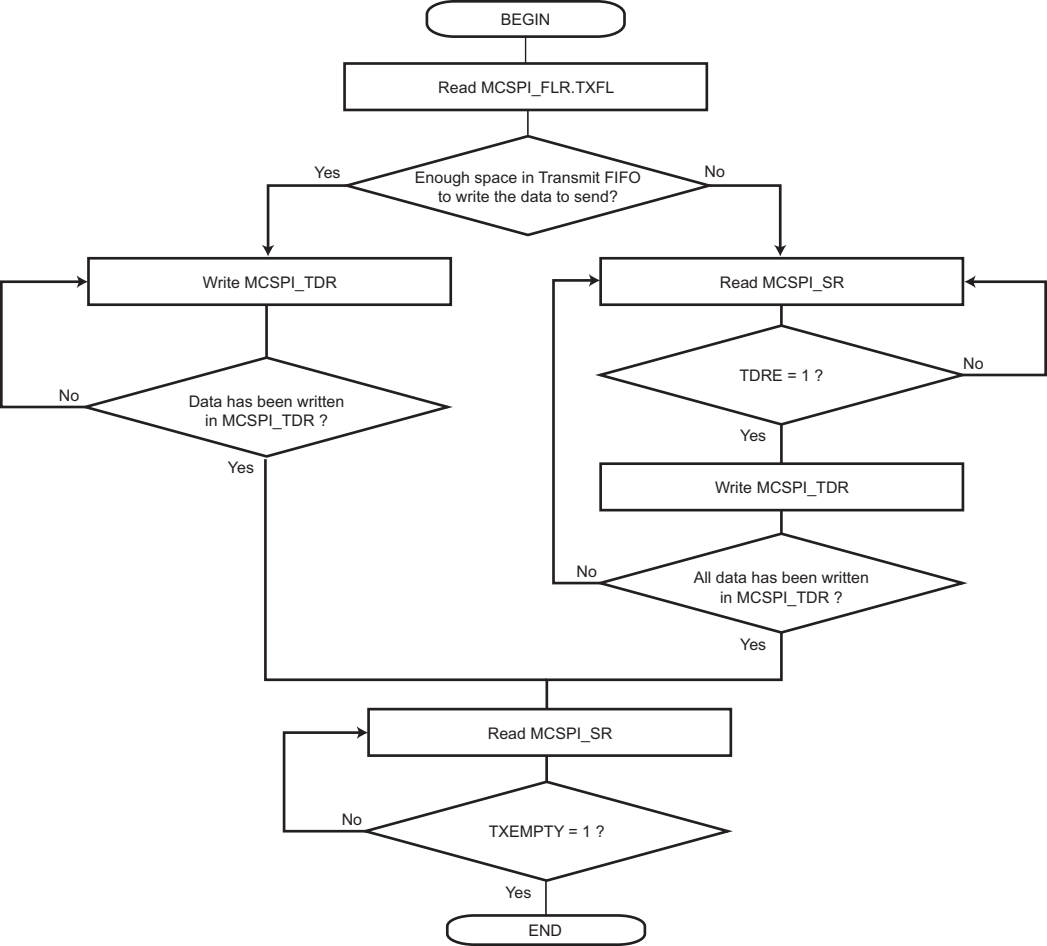 BEGIN
Read MCSPI_FLR.TXFL
Yes
Enough space in Transmit FIFO
to write the data to send?
No
Write MCSPI_TDR
Read MCSPI_SR
No
Data has been written
in MCSPI_TDR ?
Yes
TDRE = 1 ?
No
Yes
Write MCSPI_TDR
No
All data has been written
in MCSPI_TDR ?
Yes
Read MCSPI_SR
No
TXEMPTY = 1 ?
Yes
END